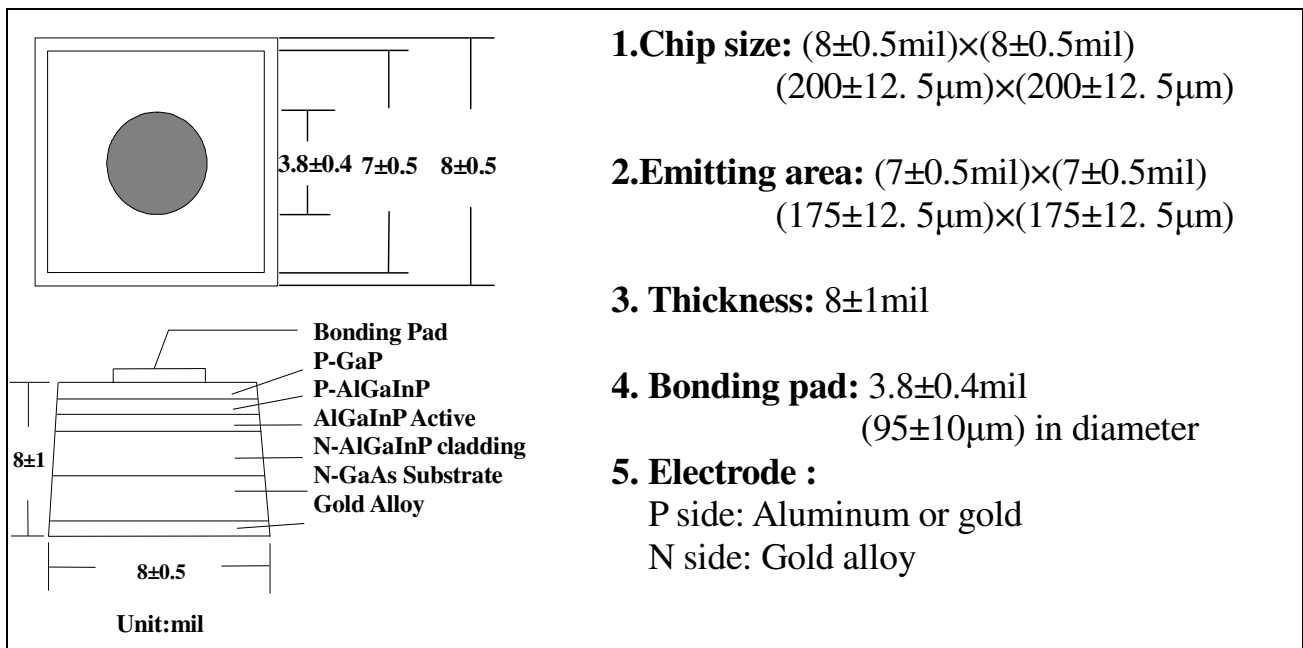 3.8±0.4 7±0.5 8±0.5
Bonding Pad
P-GaP
P-AlGaInP
AlGaInP Active
N-AlGaInP cladding
N-GaAs Substrate
Gold Alloy
8±1
8±0.5
Unit:mil
1.Chip size: (8±0.5mil)×(8±0.5mil)
(200±12. 5μm)×(200±12. 5μm)
2.Emitting area: (7±0.5mil)×(7±0.5mil)
(175±12. 5μm)×(175±12. 5μm)
3. Thickness: 8±1mil
4. Bonding pad: 3.8±0.4mil
(95±10μm) in diameter
5. Electrode :
P side: Aluminum or gold
N side: Gold alloy